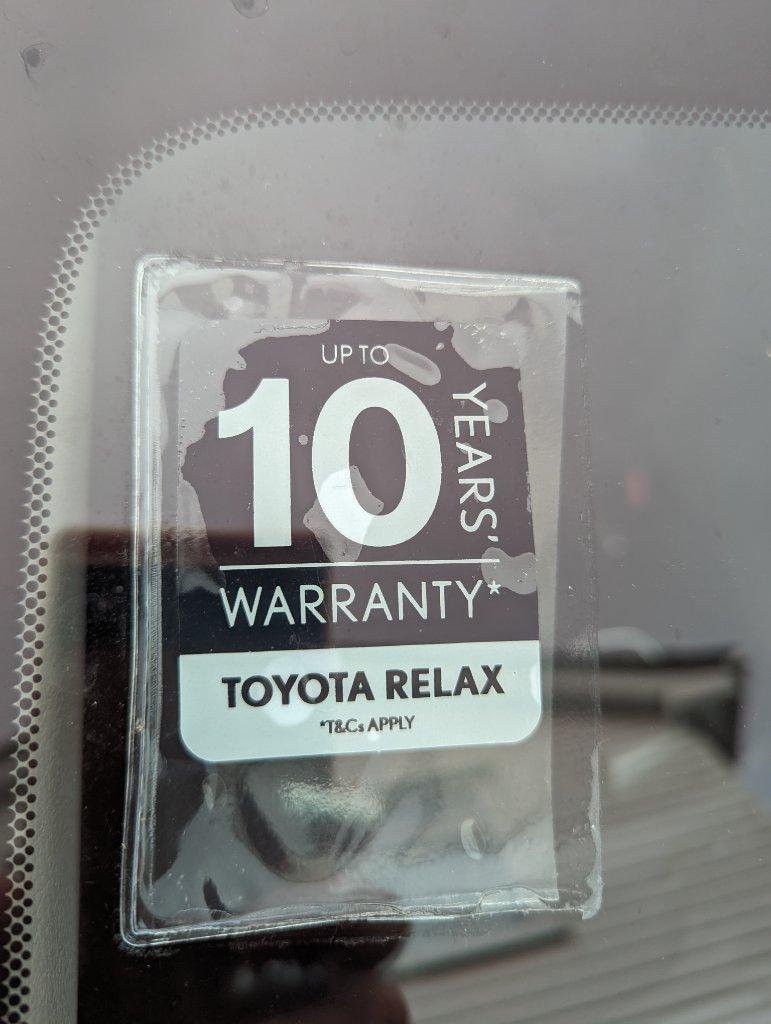 UP TO
10
YEARS'
WARRANTY*
TOYOTA RELAX
*T&Cs APPLY